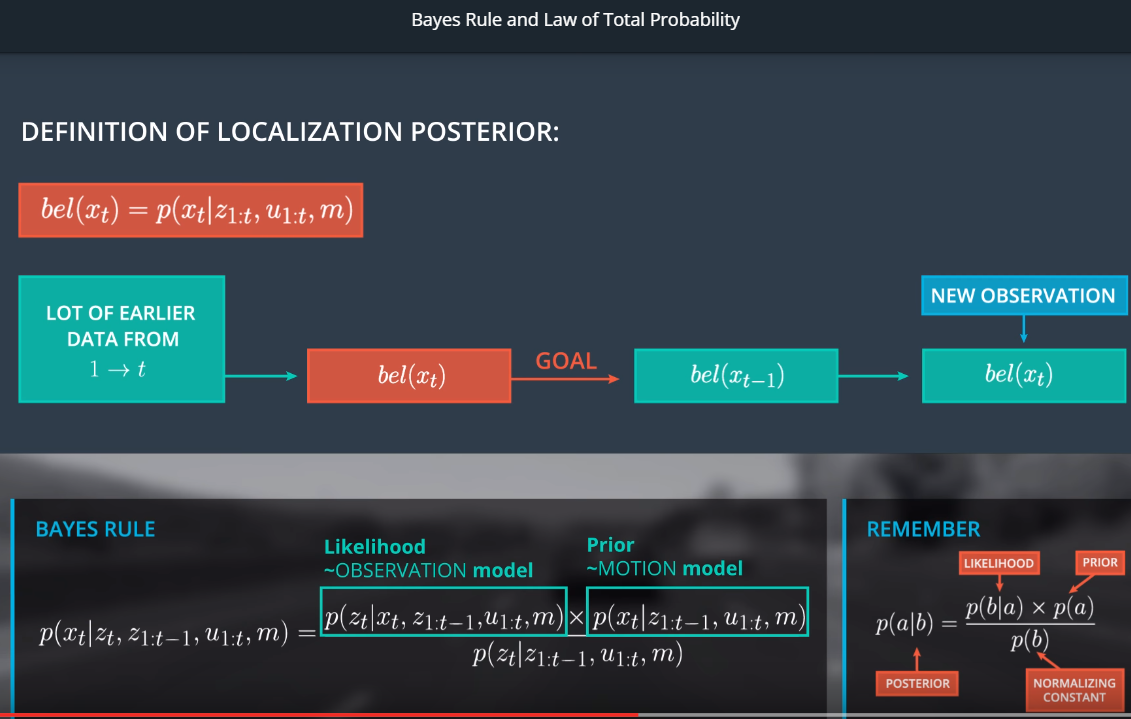 Bayes Rule and Law of Total Probability
DEFINITION OF LOCALIZATION POSTERIOR:
bel(x_t) = p(x_t|z_{1:t}, u_{1:t}, m)
LOT OF EARLIER
DATA FROM
1 → t
bel(x_t)
GOAL
bel(x_{t−1})
NEW OBSERVATION
bel(x_t)
BAYES RULE
Likelihood
~OBSERVATION model
Prior
~MOTION model
p(x_t|z_t, z_{1:t−1}, u_{1:t}, m) = p(z_t|x_t, z_{1:t−1}, u_{1:t}, m) × p(x_t|z_{1:t−1}, u_{1:t}, m)
p(z_t|z_{1:t−1}, u_{1:t}, m)
REMEMBER
LIKELIHOOD
PRIOR
p(a|b) = p(b|a) × p(a)
p(b)
POSTERIOR
NORMALIZING
CONSTANT